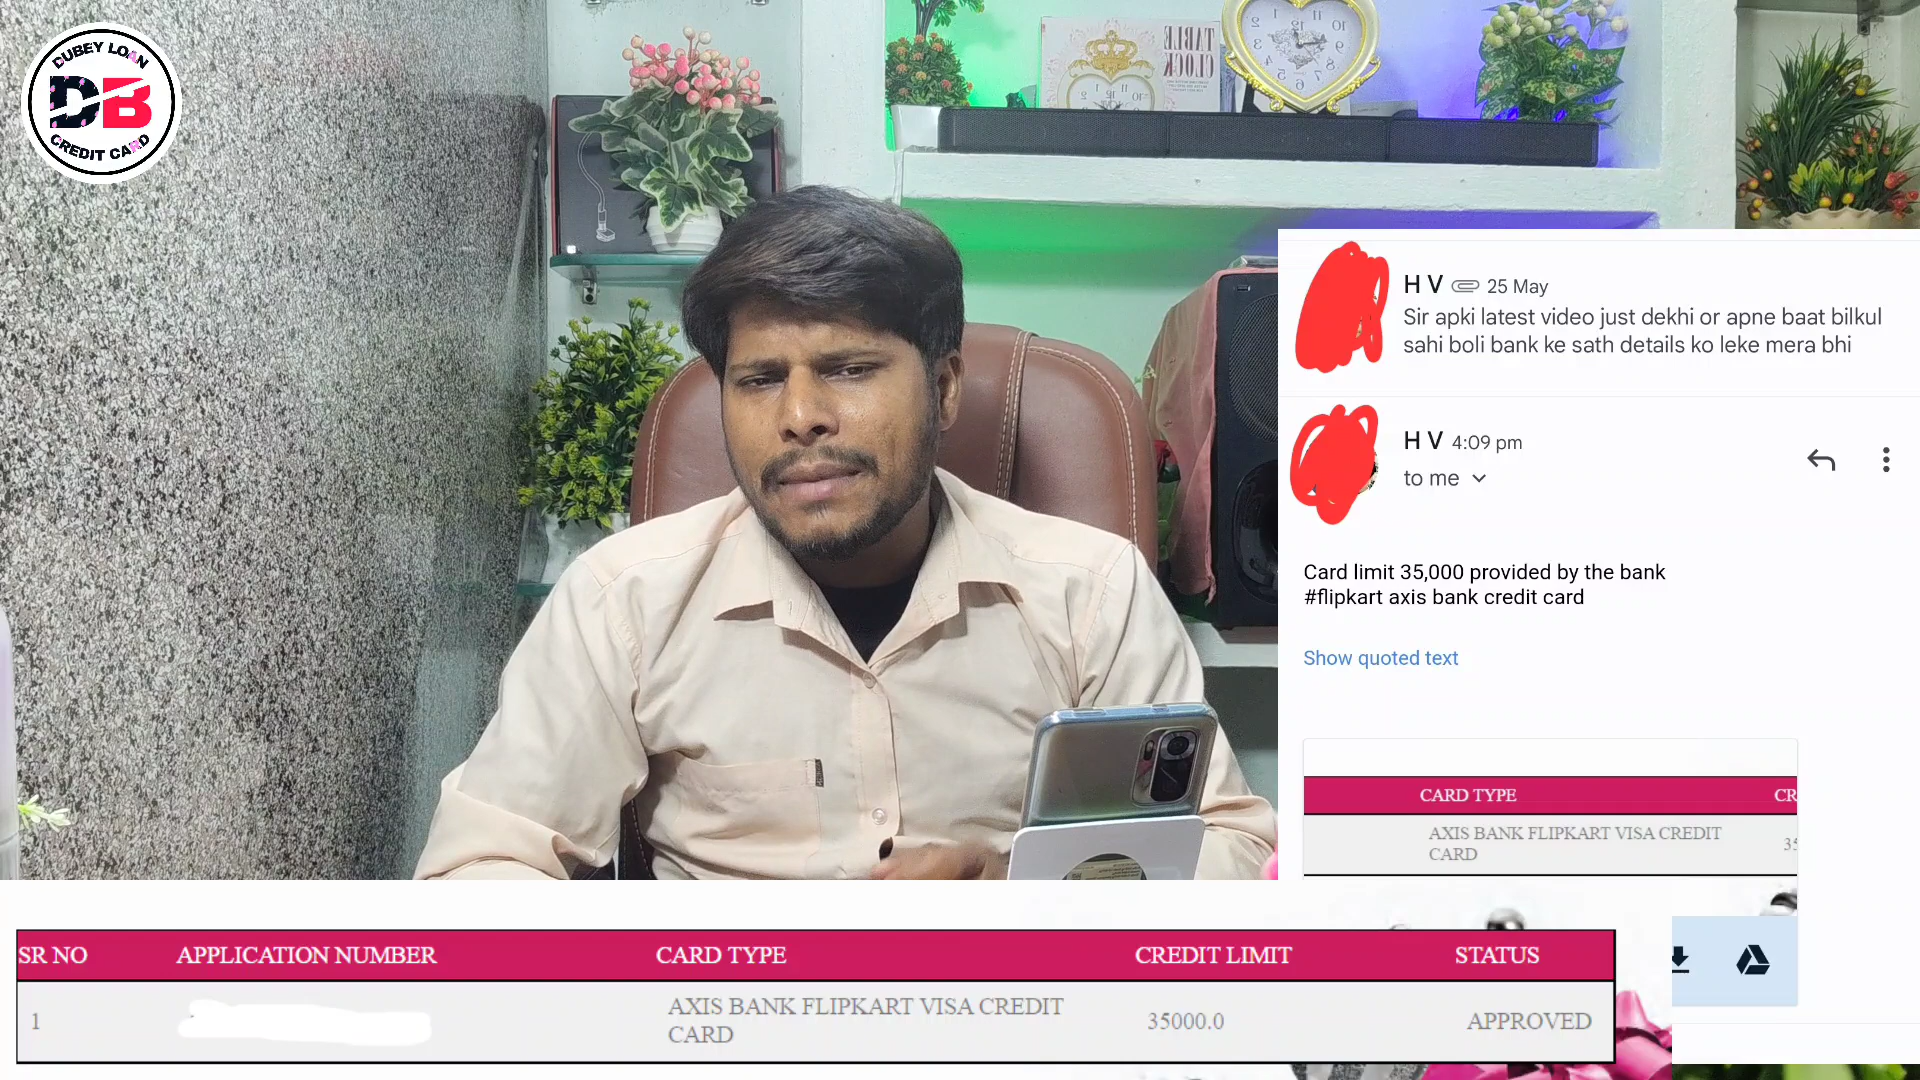 DUBEY LOAN
DB
CREDIT CARD
TABLE
CLOCK
H V 25 May
Sir apki latest video just dekhi or apne baat bilkul
sahi boli bank ke sath details ko leke mera bhi
H V 4:09 pm
to me
Card limit 35,000 provided by the bank
#flipkart axis bank credit card
Show quoted text
CARD TYPE CR
AXIS BANK FLIPKART VISA CREDIT
CARD
SR NO APPLICATION NUMBER CARD TYPE CREDIT LIMIT STATUS
1 AXIS BANK FLIPKART VISA CREDIT CARD 35000.0 APPROVED